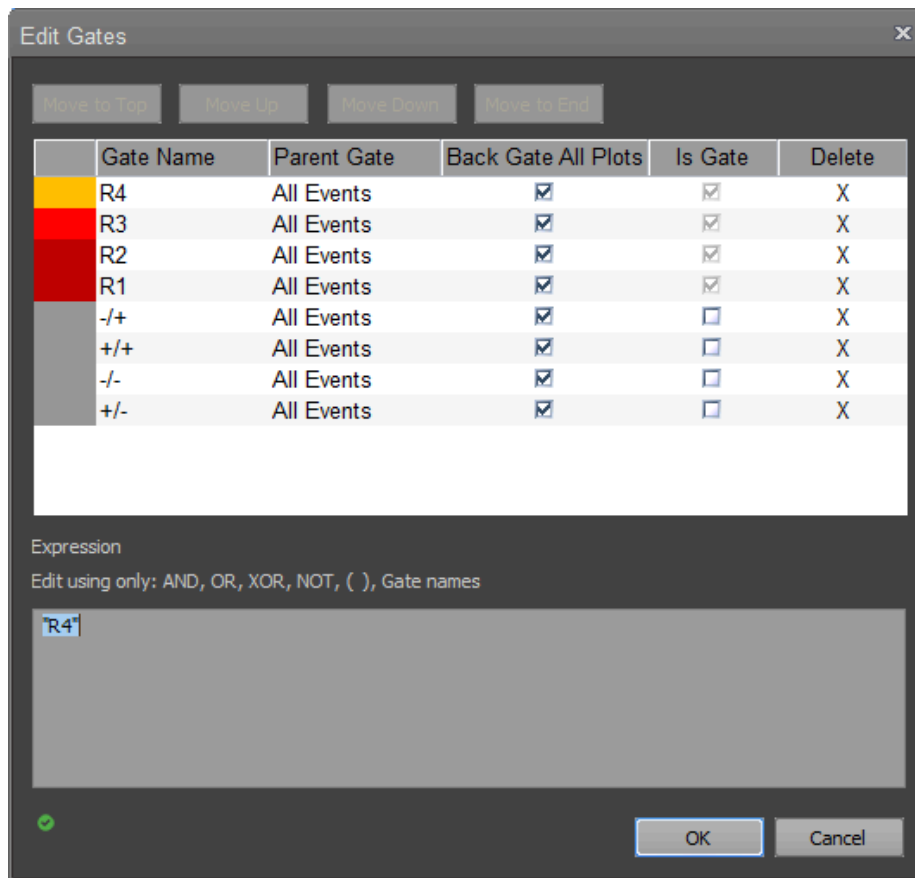 Edit Gates x
Move to Top Move Up Move Down Move to End
Gate Name Parent Gate Back Gate All Plots Is Gate Delete
R4 All Events X
R3 All Events X
R2 All Events X
R1 All Events X
-/+ All Events X
+/+ All Events X
-/- All Events X
+/- All Events X
Expression
Edit using only: AND, OR, XOR, NOT, ( ), Gate names
"R4"
OK Cancel